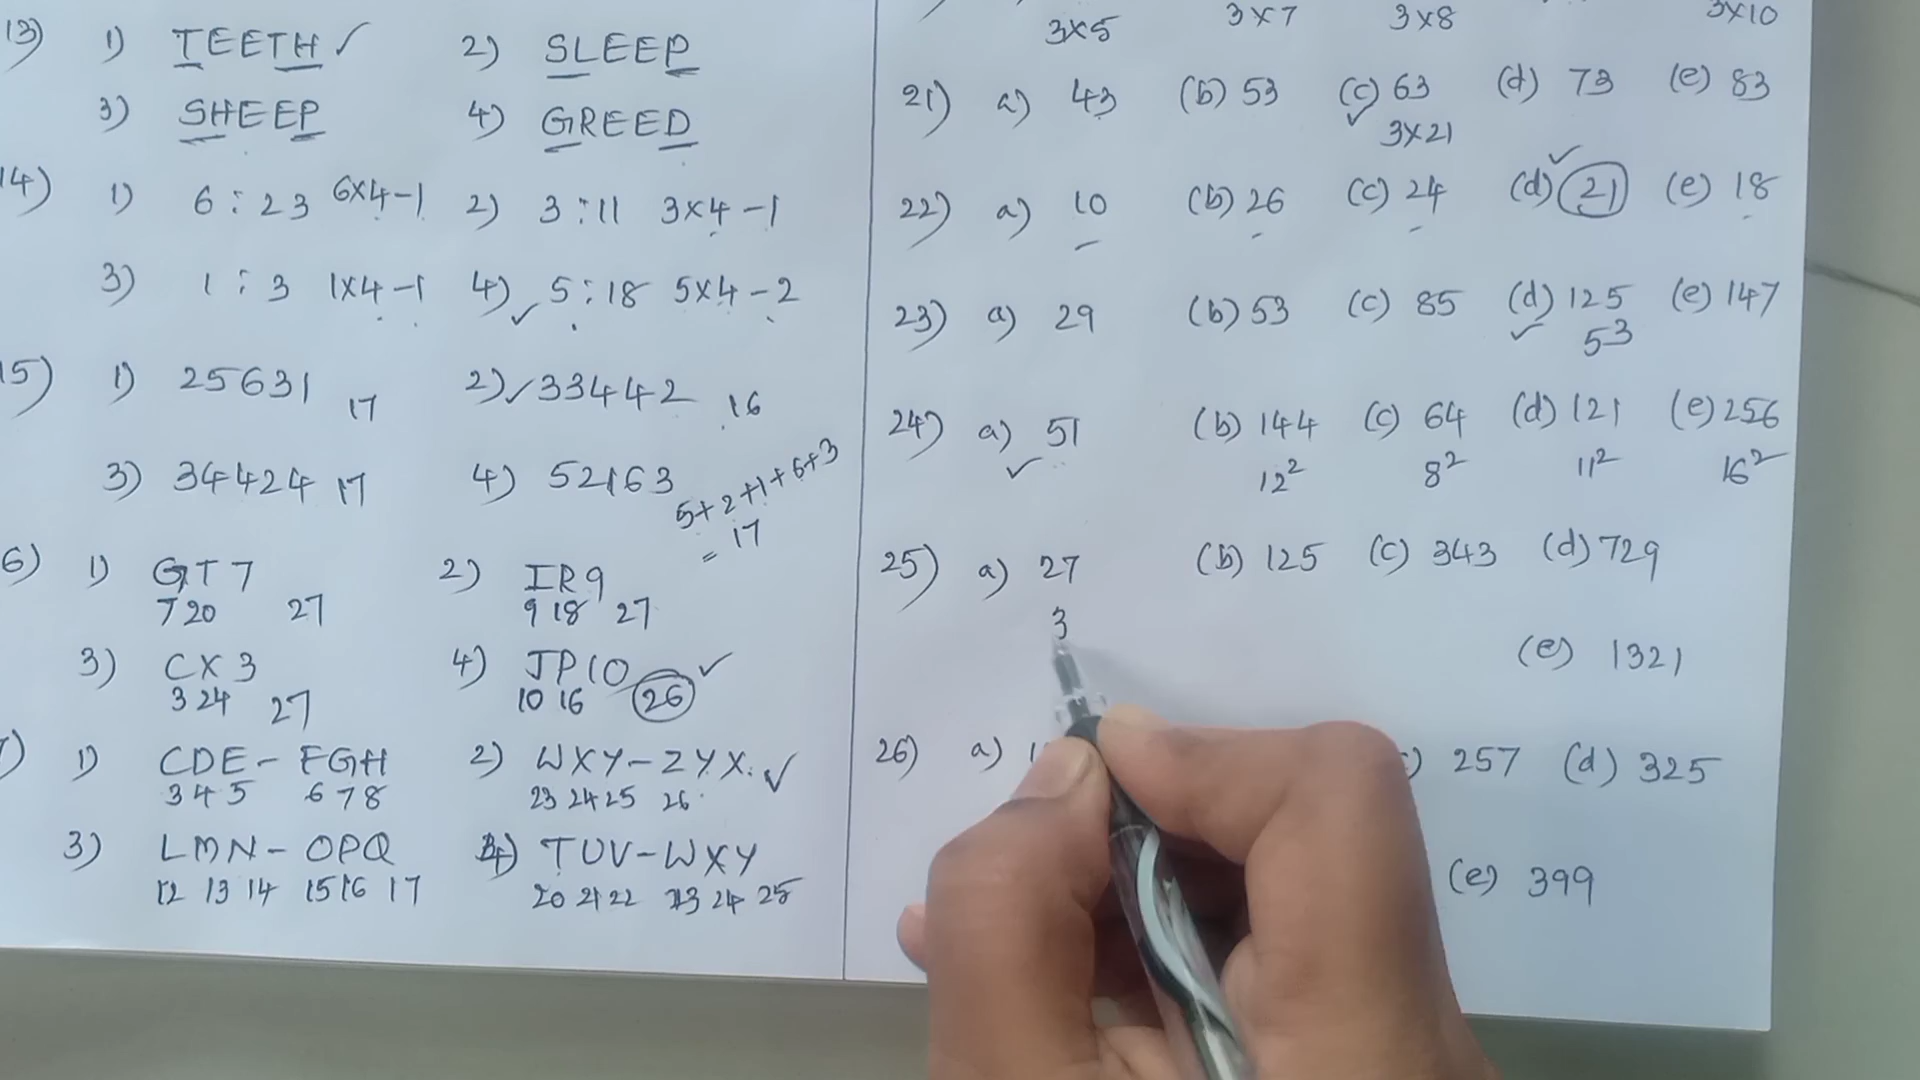 13) 1) TEETH ✓ 2) SLEEP
3) SHEEP 4) GREED
14) 1) 6 : 23 6x4-1 2) 3 : 11 3x4-1
3) 1 : 3 1x4-1 4) ✓ 5 : 18 5x4-2
15) 1) 25631 17 2) ✓ 33442 16
3) 34424 17 4) 52163
5+2+1+6+3
= 17
6) 1) GT7 2) IR9
7 20 27 9 18 27
3) CX3 4) JP10 ✓
3 24 27 10 16 26
1) CDE - FGH 2) WXY - ZYX. ✓
3 4 5 6 7 8 23 24 25 26
3) LMN - OPQ 4) TUV - WXY
12 13 14 15 16 17 20 21 22 23 24 25
3x5 3x7 3x8 3x10
21) a) 43 (b) 53 (c) 63 (d) 73 (e) 83
✓ 3x21
22) a) 10 (b) 26 (c) 24 (d) ✓ 21 (e) 18
23) a) 29 (b) 53 (c) 85 (d) 125 (e) 147
✓ 5³
24) a) 51 (b) 144 (c) 64 (d) 121 (e) 256
✓ 12² 8² 11² 16²
25) a) 27 (b) 125 (c) 343 (d) 729
3
(e) 1321
26) a) 257 (d) 325
(e) 399